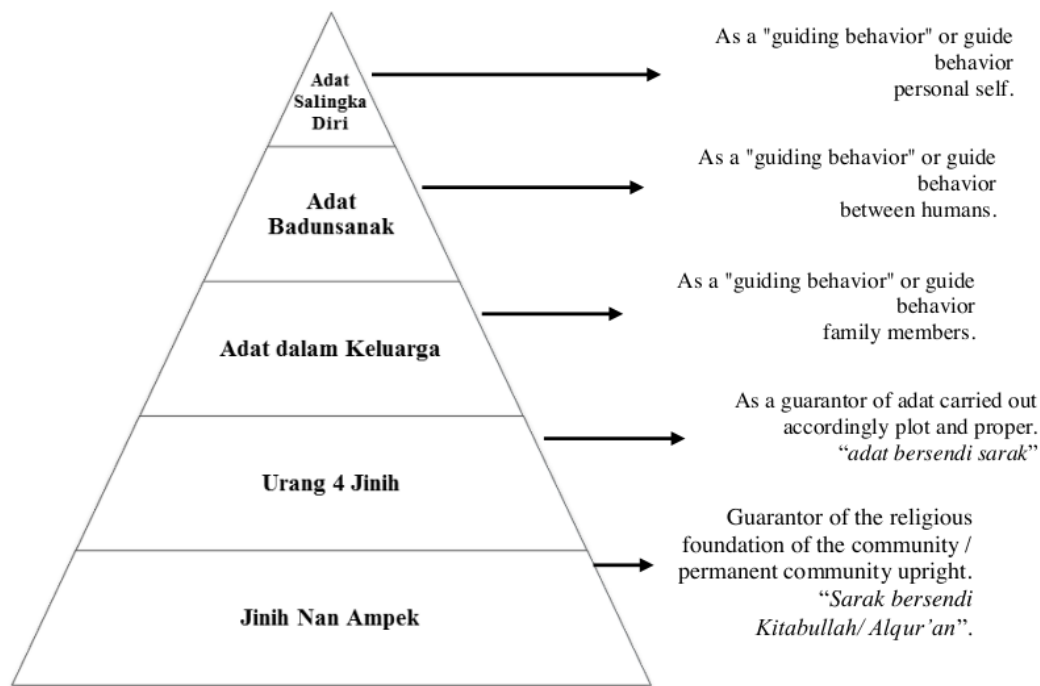 Adat
Salingka
Diri
As a "guiding behavior" or guide
behavior
personal self.
Adat
Badunsanak
As a "guiding behavior" or guide
behavior
between humans.
Adat dalam Keluarga
As a "guiding behavior" or guide
behavior
family members.
Urang 4 Jinih
As a guarantor of adat carried out
accordingly plot and proper.
“adat bersendi sarak”
Jinih Nan Ampek
Guarantor of the religious
foundation of the community /
permanent community upright.
“Sarak bersendi
Kitabullah/ Alqur’an”.